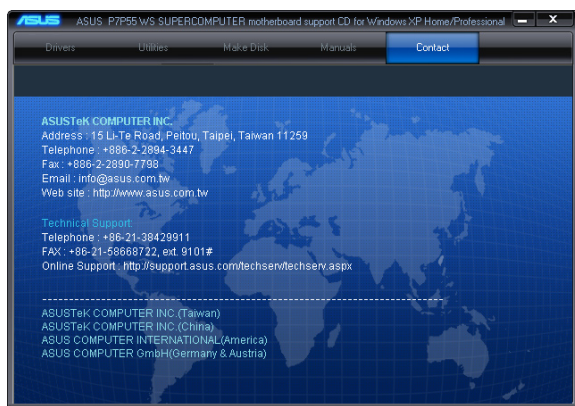 ASUS P7P55 WS SUPERCOMPUTER motherboard support CD for Windows XP Home/Professional
Drivers Utilities Make Disk Manuals Contact
ASUSTeK COMPUTER INC.
Address : 15 Li-Te Road, Peitou, Taipei, Taiwan 11259
Telephone : +886-2-2894-3447
Fax : +886-2-2890-7798
Email : info@asus.com.tw
Web site : http://www.asus.com.tw
Technical Support
Telephone : +86-21-38429911
FAX : +86-21-58668722, ext. 9101#
Online Support : http://support.asus.com/techserv/techserv.aspx
ASUSTeK COMPUTER INC.(Taiwan)
ASUSTeK COMPUTER INC.(China)
ASUS COMPUTER INTERNATIONAL(America)
ASUS COMPUTER GmbH(Germany & Austria)